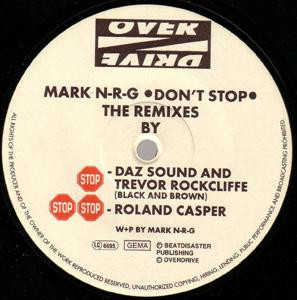 OVER
DRIVE
MARK N-R-G ●DON'T STOP●
THE REMIXES
BY
STOP - DAZ SOUND AND
TREVOR ROCKCLIFFE
(BLACK AND BROWN)
STOP STOP - ROLAND CASPER
W+P BY MARK N-R-G
LC 6695 GEMA Ⓟ BEATDISASTER
PUBLISHING
© OVERDRIVE
ALL RIGHTS OF THE PRODUCER AND OF THE OWNER OF THE WORK REPRODUCED RESERVED. UNAUTHORIZED COPYING, HIRING, LENDING, PUBLIC PERFORMANCE AND BROADCASTING PROHIBITED.